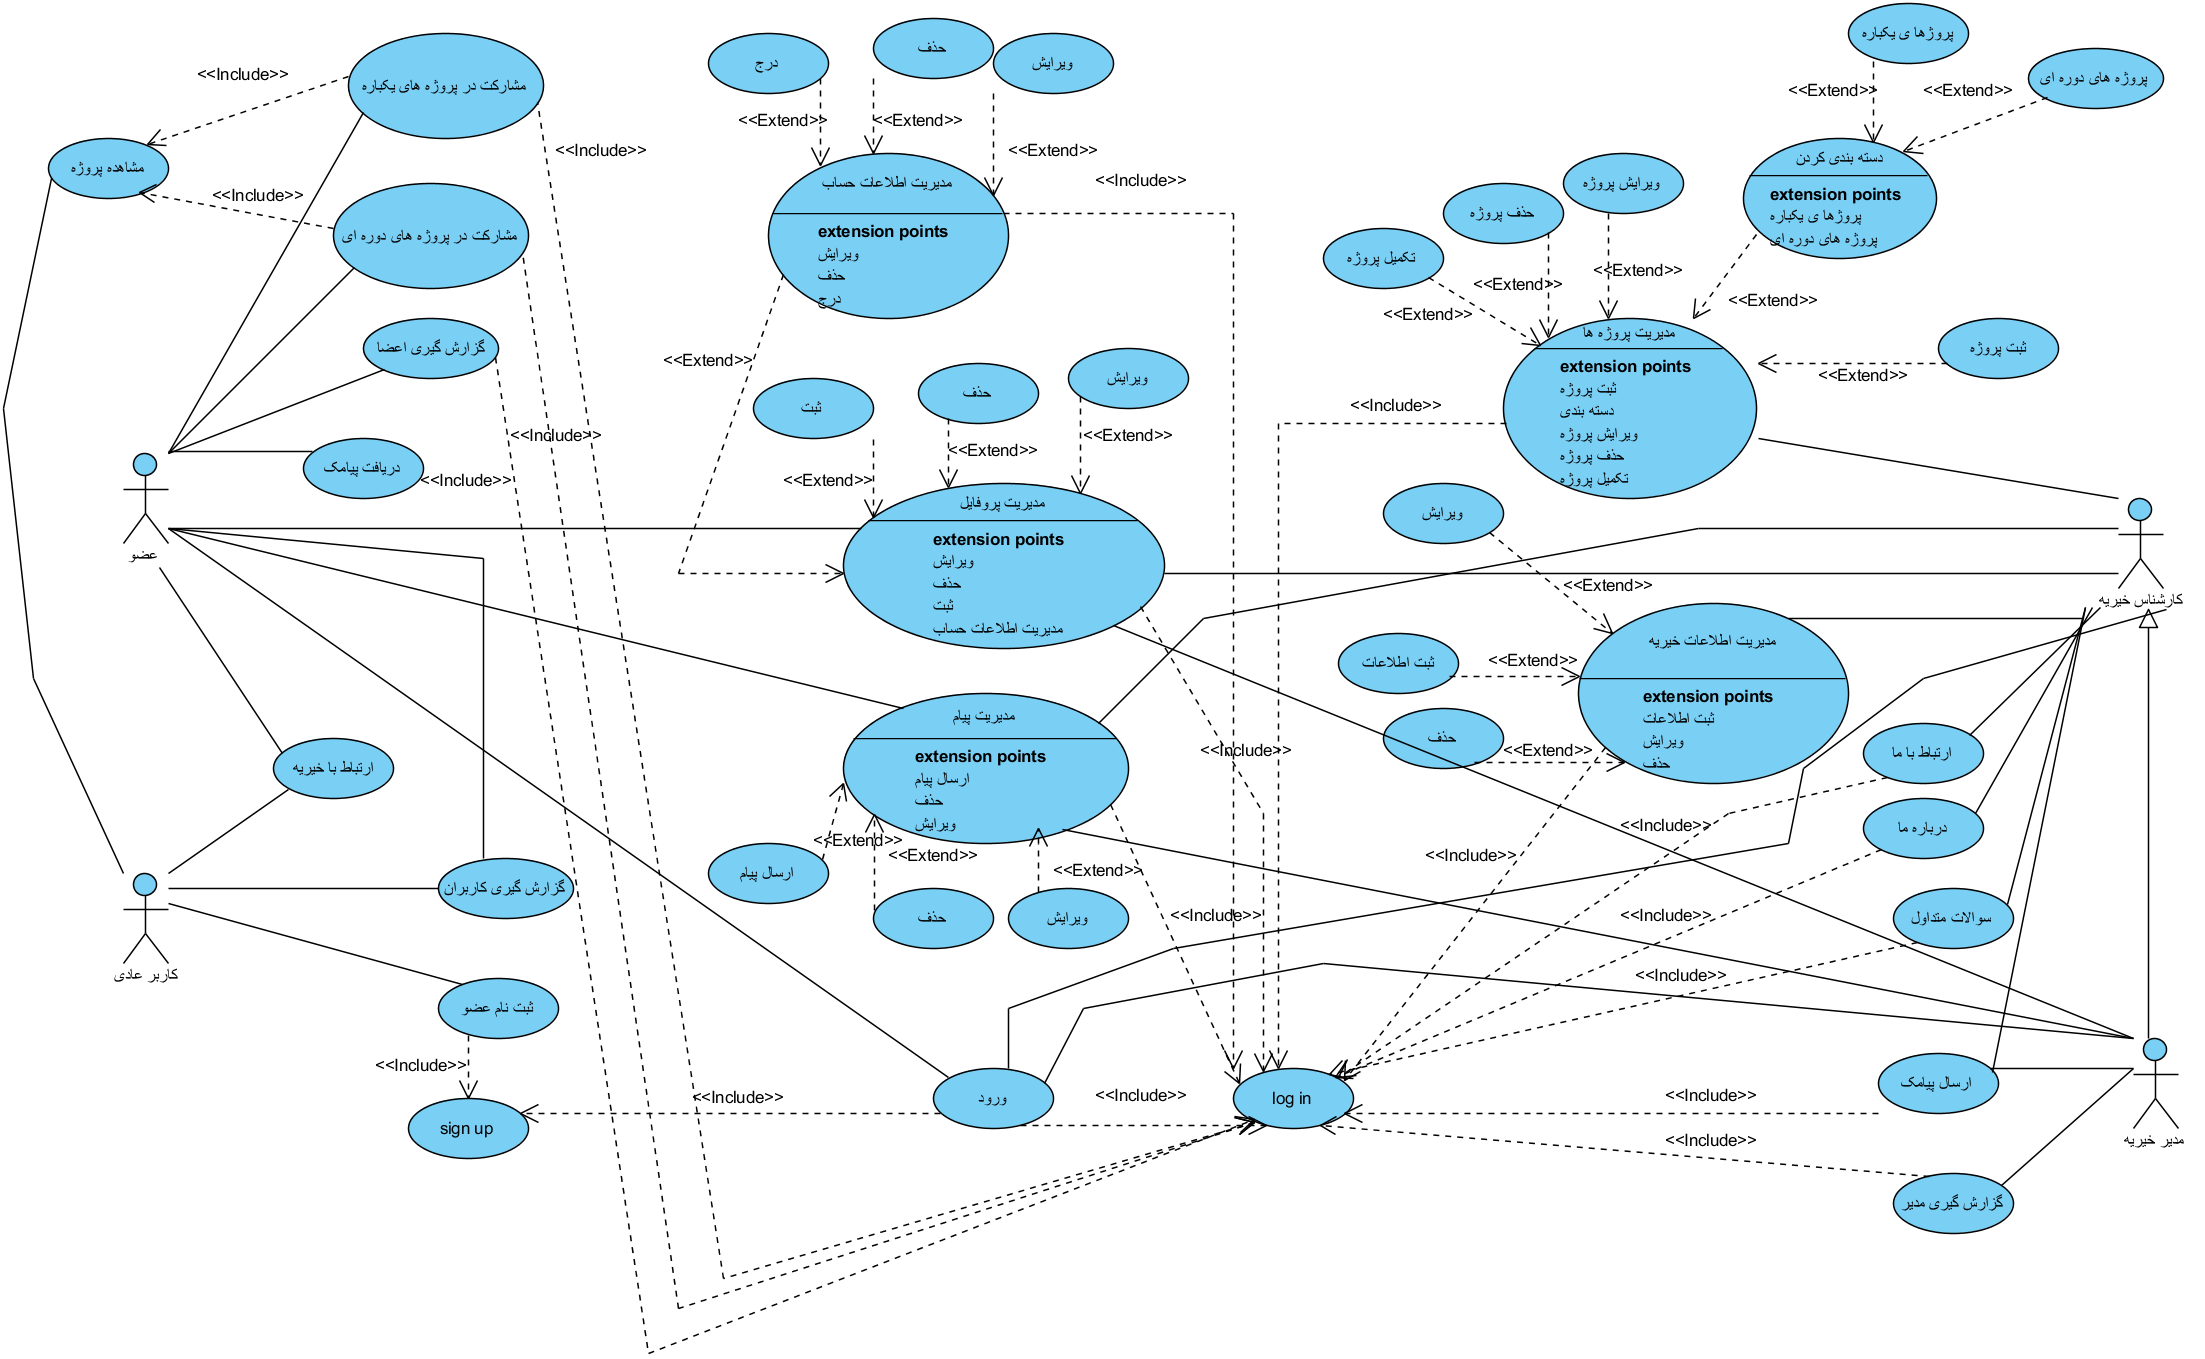 پروژها ی یکباره
حذف
درج
ویرایش
پروژه های دوره ای
<<Include>>
مشارکت در پروژه های یکباره
<<Extend>>
<<Extend>>
<<Extend>>
<<Extend>>
<<Include>>
<<Extend>>
مشاهده پروژه
<<Include>>
<<Include>>
مدیریت اطلاعات حساب
extension points
ویرایش
حذف
درج
دسته بندی کردن
extension points
پروژها ی یکباره
پروژه های دوره ای
ویرایش پروژه
حذف پروژه
تکمیل پروژه
مشارکت در پروژه های دوره ای
<<Extend>>
<<Extend>>
<<Extend>>
<<Extend>>
گزارش گیری اعضا
<<Extend>>
مدیریت پروژه ها
extension points
ثبت پروژه
دسته بندی
ویرایش پروژه
حذف پروژه
تکمیل پروژه
ثبت پروژه
<<Extend>>
ثبت
حذف
ویرایش
<<Include>>
<<Include>>
<<Extend>>
<<Extend>>
<<Extend>>
دریافت پیامک
<<Include>>
عضو
مدیریت پروفایل
extension points
ویرایش
حذف
ثبت
مدیریت اطلاعات حساب
ویرایش
<<Extend>>
کارشناس خیریه
مدیریت اطلاعات خیریه
extension points
ثبت اطلاعات
ویرایش
حذف
ثبت اطلاعات
<<Extend>>
حذف
<<Extend>>
<<Include>>
مدیریت پیام
extension points
ارسال پیام
حذف
ویرایش
ارتباط با ما
ارتباط با خیریه
<<Extend>>
<<Extend>>
<<Extend>>
<<Include>>
<<Include>>
درباره ما
ارسال پیام
حذف
ویرایش
گزارش گیری کاربران
<<Include>>
<<Include>>
سوالات متداول
کاربر عادی
<<Include>>
ثبت نام عضو
<<Include>>
sign up
<<Include>>
ورود
<<Include>>
log in
<<Include>>
ارسال پیامک
<<Include>>
مدیر خیریه
گزارش گیری مدیر